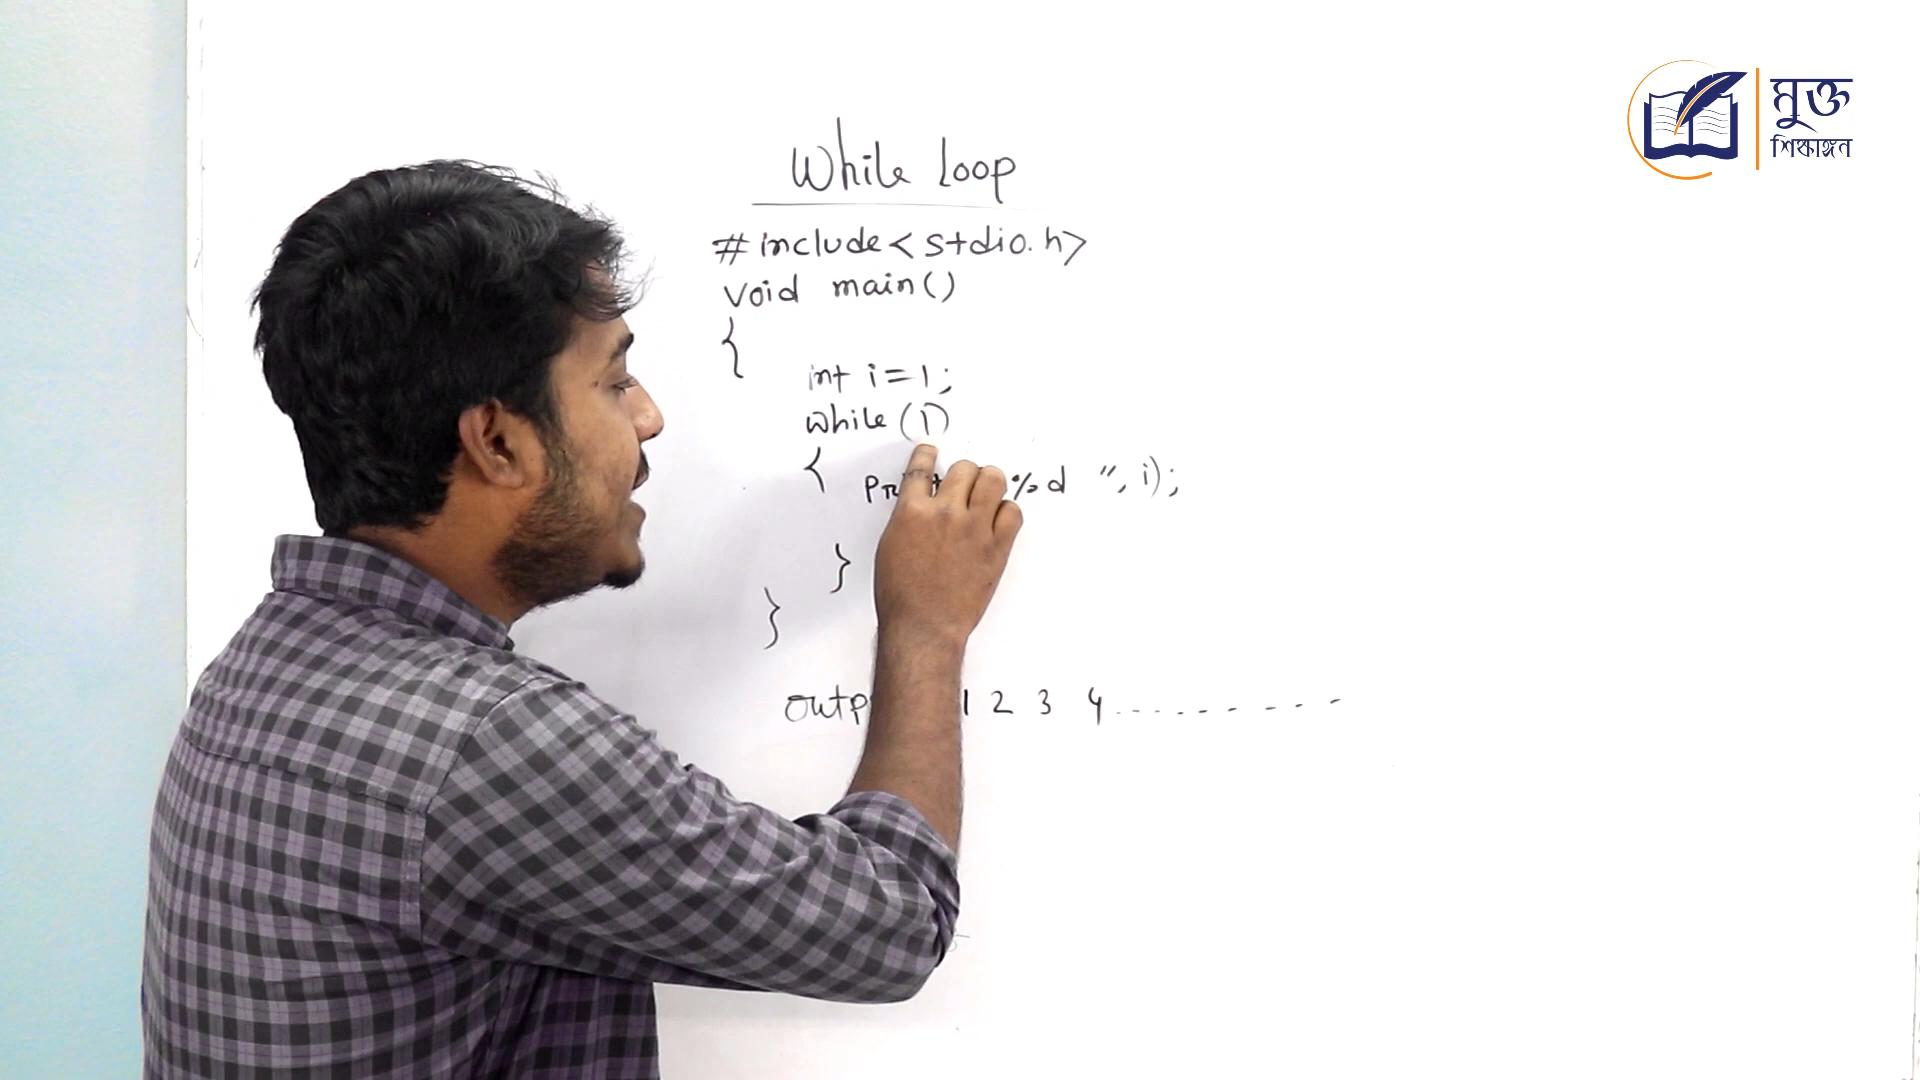 While Loop
#include<stdio.h>
void main()
{
int i=1;
while (1)
{
%d ", i);
}
}
1 2 3 4 ..........
মুক্ত
শিক্ষাঙ্গন